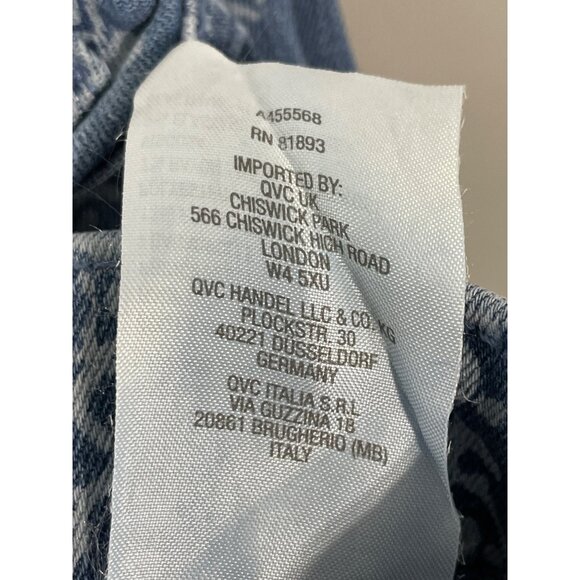 A455568
RN 81893
IMPORTED BY:
QVC UK
CHISWICK PARK
566 CHISWICK HIGH ROAD
LONDON
W4 5XU
QVC HANDEL LLC & CO. KG
PLOCKSTR. 30
40221 DÜSSELDORF
GERMANY
QVC ITALIA S.R.L
VIA GUZZINA 18
20861 BRUGHERIO (MB)
ITALY